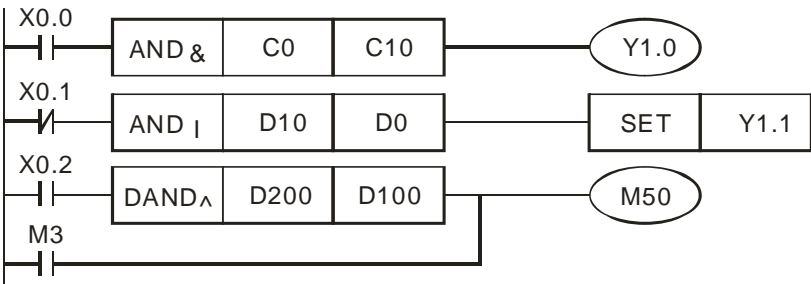 X0.0
AND & C0 C10 Y1.0
X0.1
AND | D10 D0 SET Y1.1
X0.2
DAND^ D200 D100 M50
M3